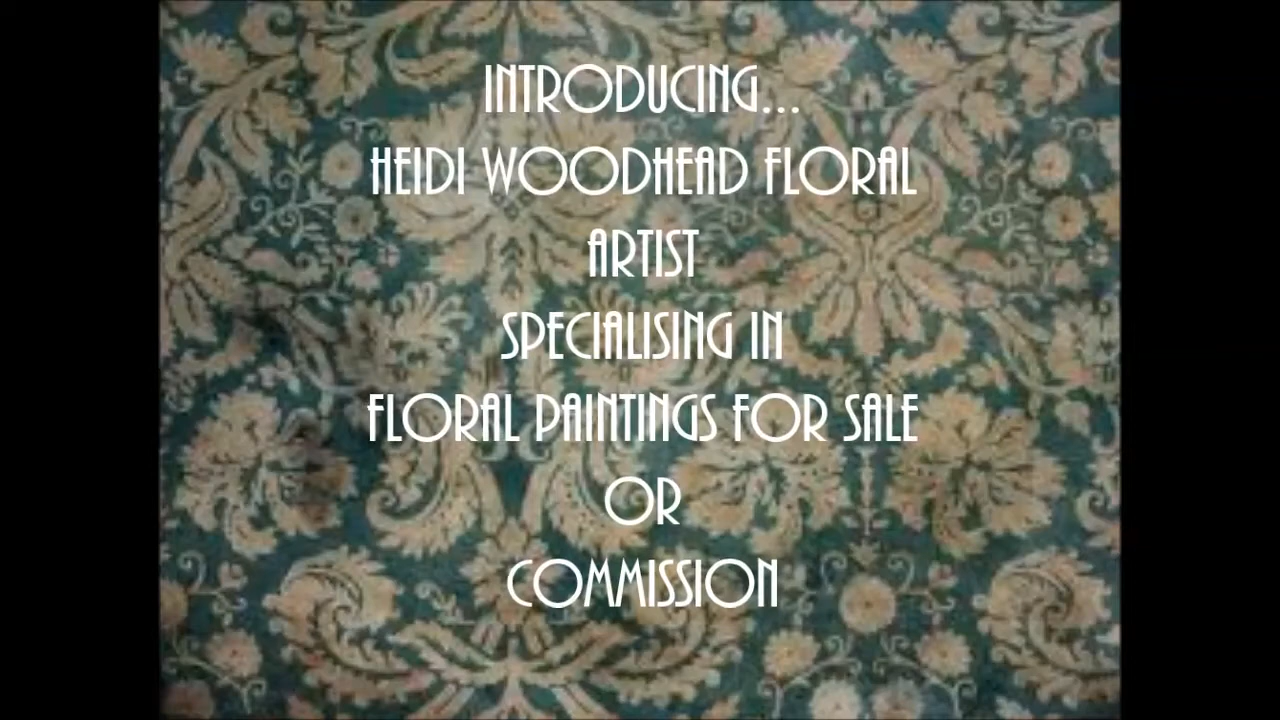 INTRODUCING...
HEIDI WOODHEAD FLORAL
ARTIST
SPECIALISING IN
FLORAL PAINTINGS FOR SALE
OR
COMMISSION